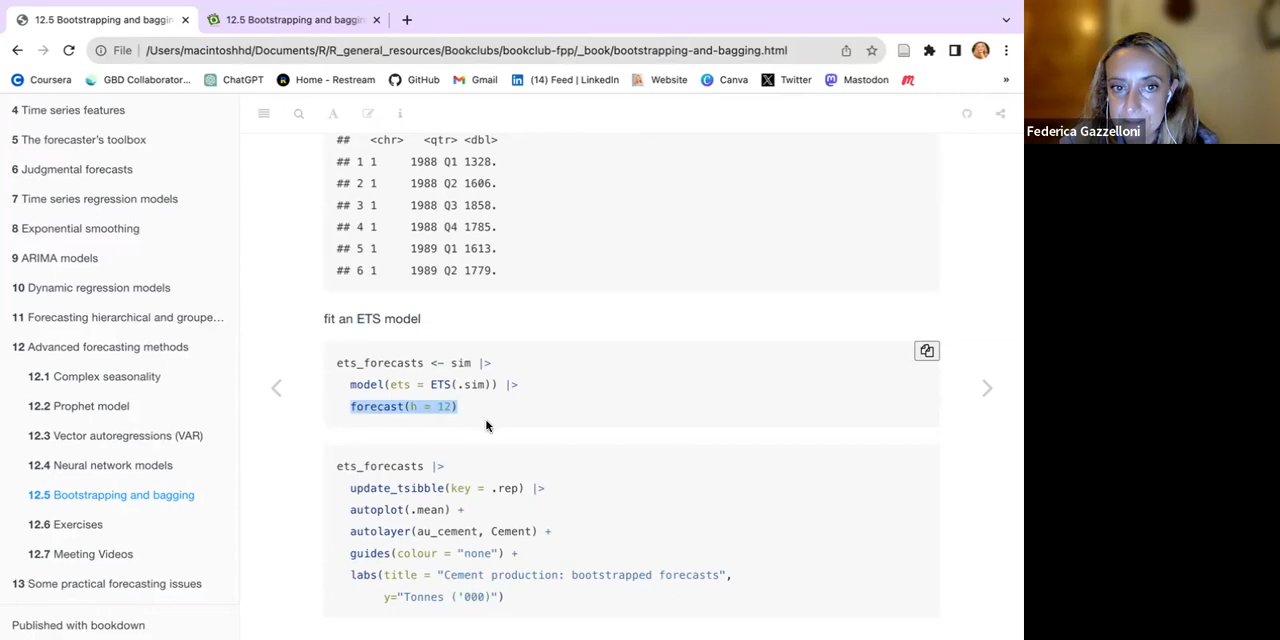 12.5 Bootstrapping and baggin
12.5 Bootstrapping and baggin
File
/Users/macintoshhd/Documents/R/R_general_resources/Bookclubs/bookclub-fpp/_book/bootstrapping-and-bagging.html
Coursera
GBD Collaborator...
ChatGPT
Home - Restream
GitHub
Gmail
(14) Feed | LinkedIn
Website
Canva
Twitter
Mastodon
»
Federica Gazzelloni
4 Time series features
5 The forecaster's toolbox
6 Judgmental forecasts
7 Time series regression models
8 Exponential smoothing
9 ARIMA models
10 Dynamic regression models
11 Forecasting hierarchical and groupe...
12 Advanced forecasting methods
12.1 Complex seasonality
12.2 Prophet model
12.3 Vector autoregressions (VAR)
12.4 Neural network models
12.5 Bootstrapping and bagging
12.6 Exercises
12.7 Meeting Videos
13 Some practical forecasting issues
Published with bookdown
## <chr> <qtr> <dbl>
## 1 1 1988 Q1 1328.
## 2 1 1988 Q2 1606.
## 3 1 1988 Q3 1858.
## 4 1 1988 Q4 1785.
## 5 1 1989 Q1 1613.
## 6 1 1989 Q2 1779.
fit an ETS model
ets_forecasts <- sim |>
model(ets = ETS(.sim)) |>
forecast(h = 12)
ets_forecasts |>
update_tsibble(key = .rep) |>
autoplot(.mean) +
autolayer(au_cement, Cement) +
guides(colour = "none") +
labs(title = "Cement production: bootstrapped forecasts",
y="Tonnes ('000)")